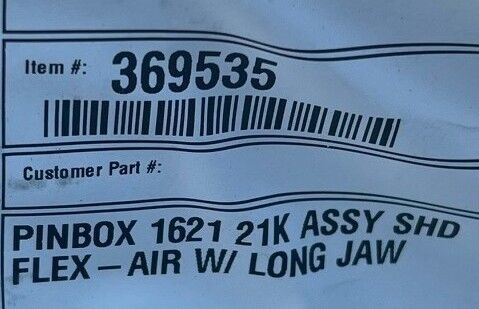 Item #: 369535
Customer Part #:
PINBOX 1621 21K ASSY SHD
FLEX-AIR W/ LONG JAW